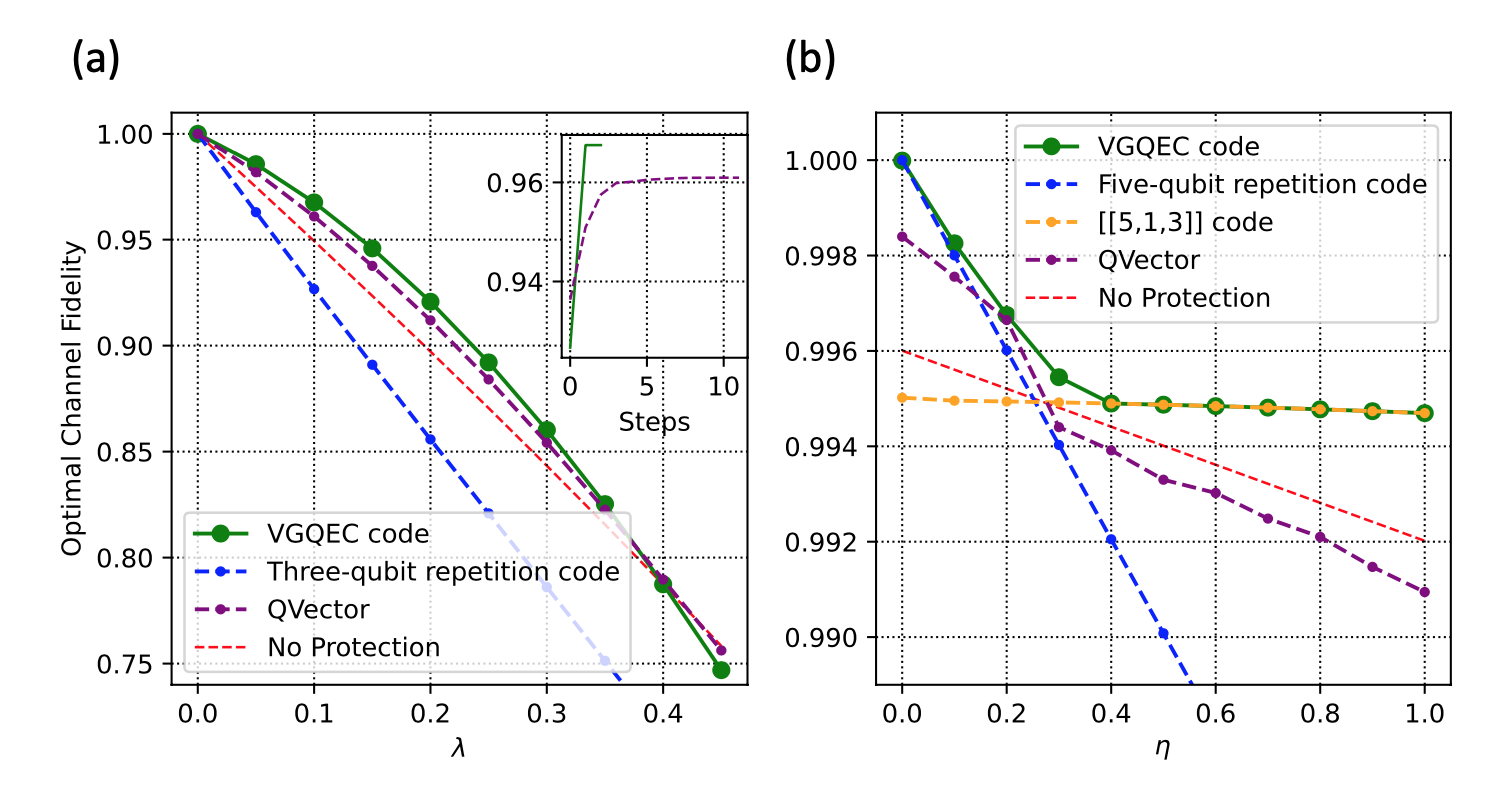 (a)
Optimal Channel Fidelity
1.00
0.95
0.90
0.85
0.80
0.75
0.0
0.1
0.2
0.3
0.4
λ
VGQEC code
Three-qubit repetition code
QVector
No Protection
0.96
0.94
0
5
10
Steps
(b)
1.000
0.998
0.996
0.994
0.992
0.990
0.0
0.2
0.4
0.6
0.8
1.0
η
VGQEC code
Five-qubit repetition code
[[5,1,3]] code
QVector
No Protection